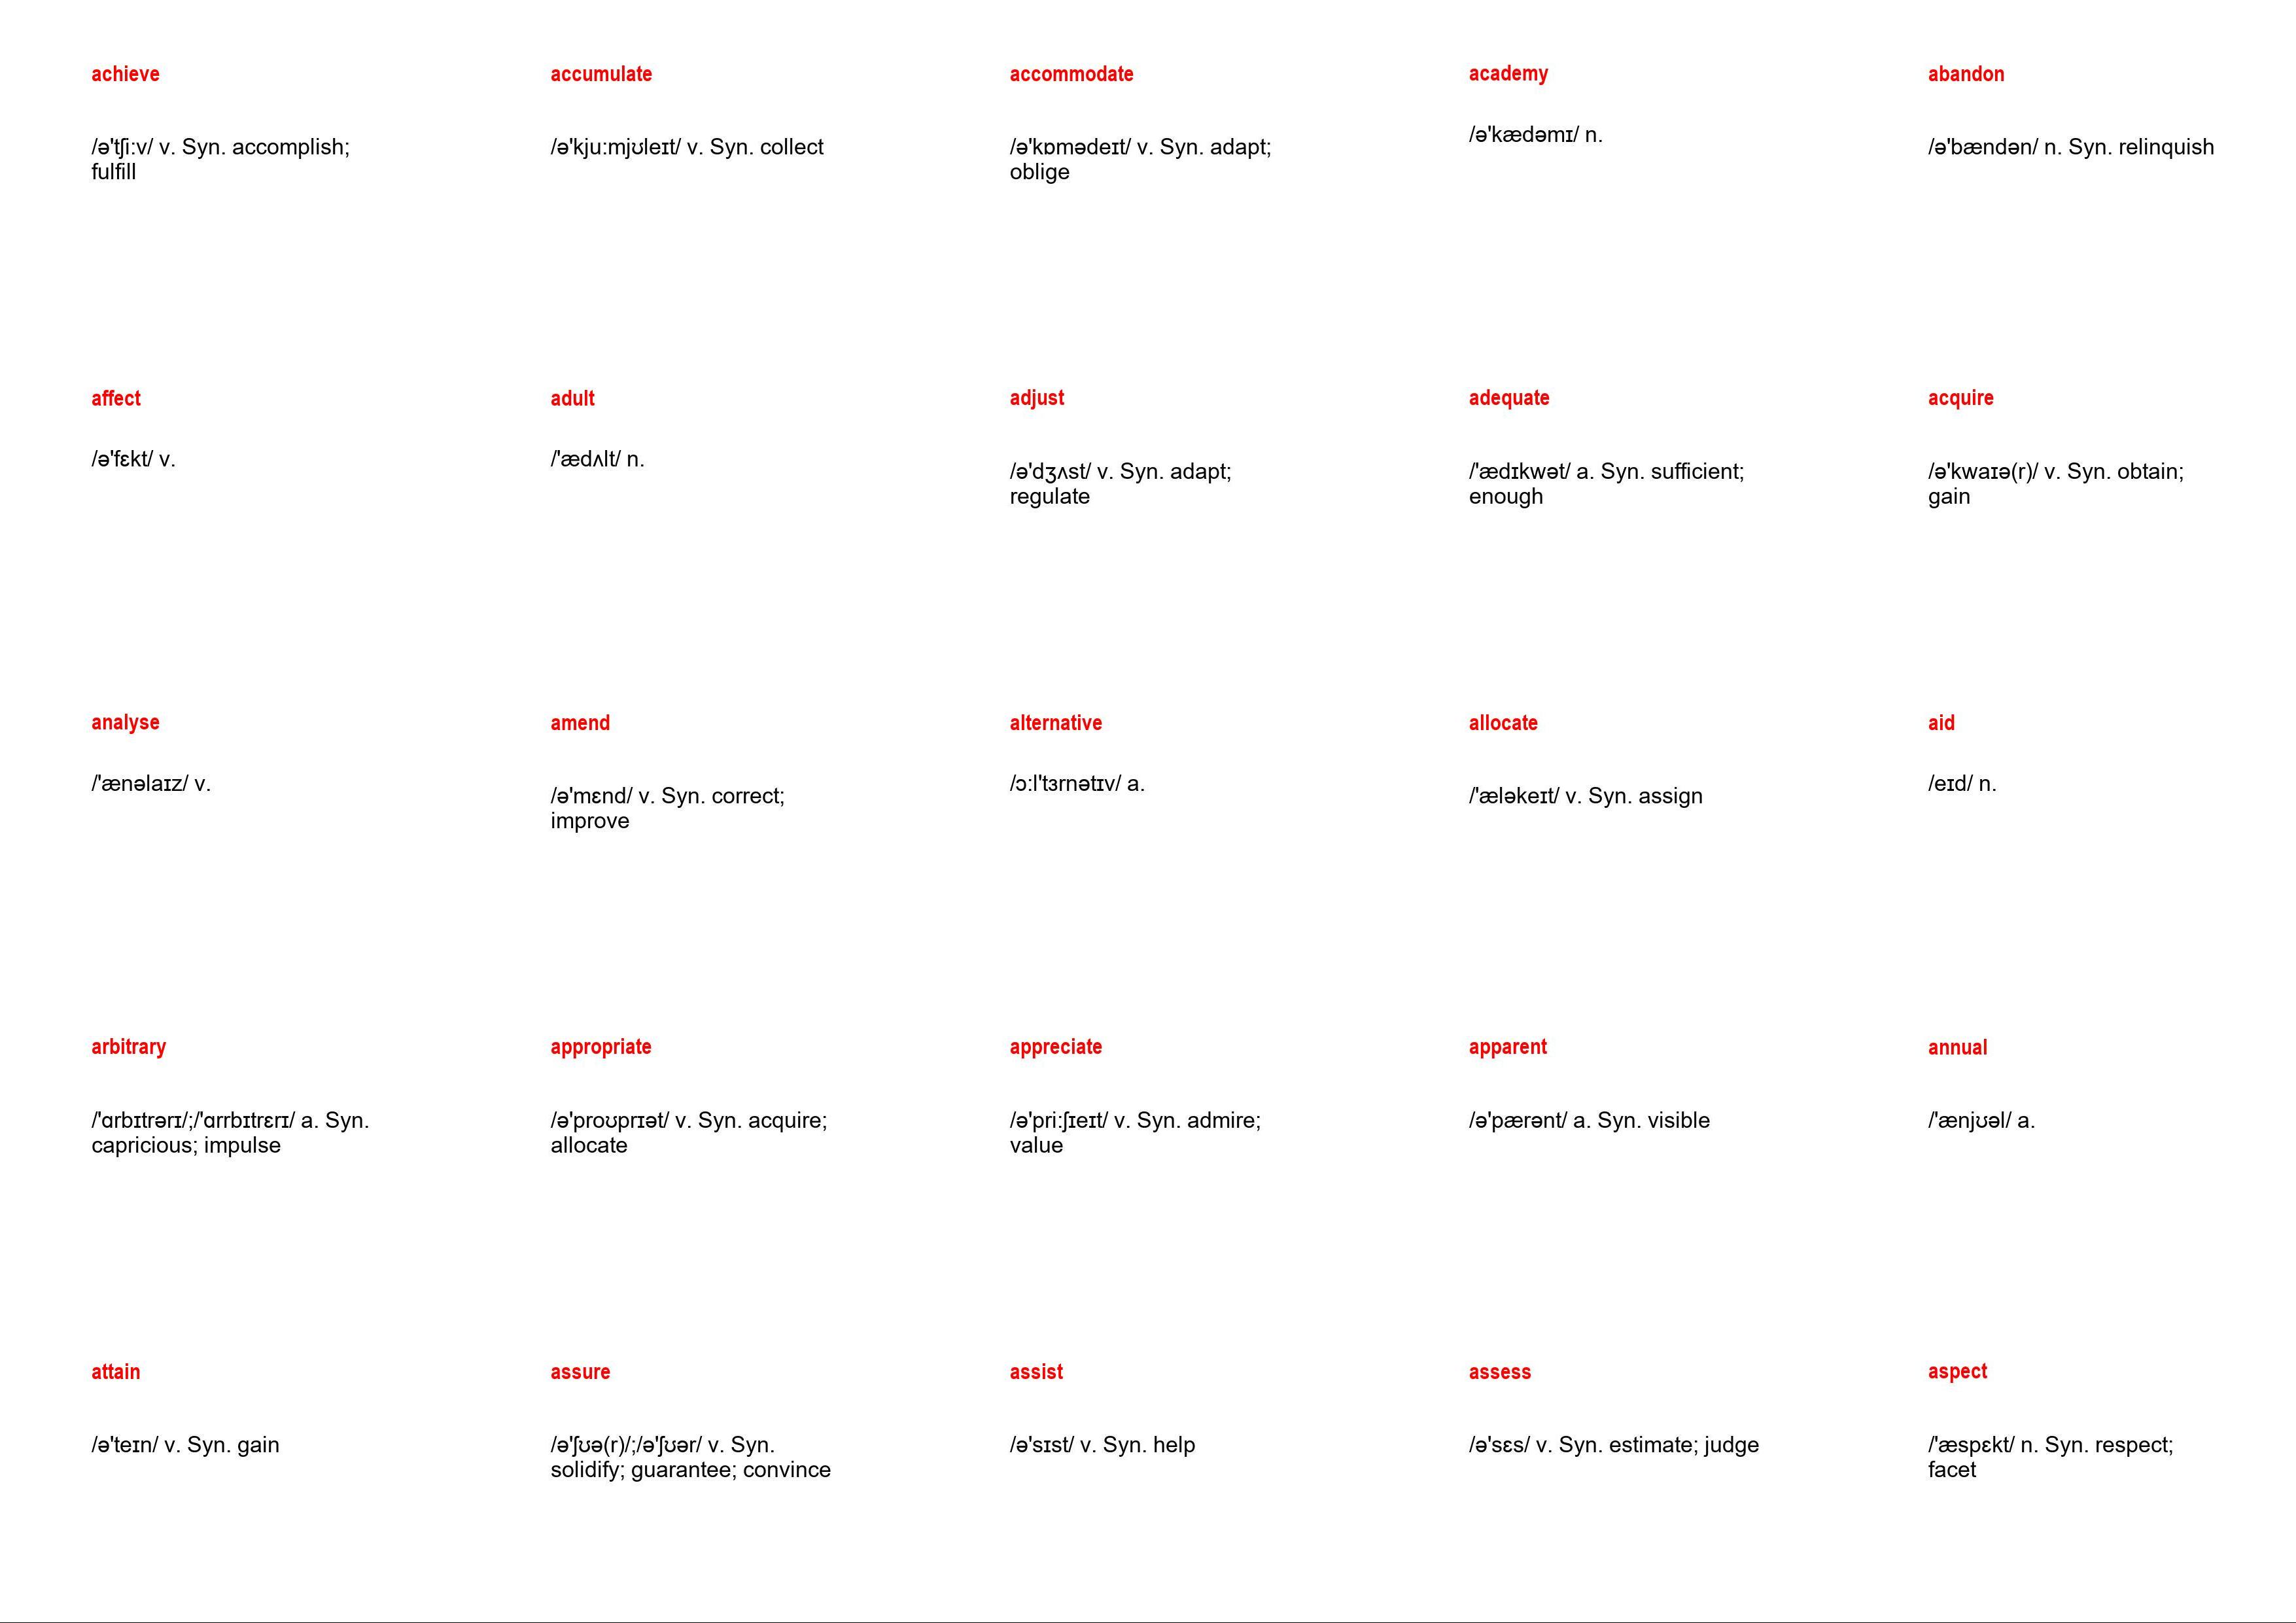 achieve
accumulate
accommodate
academy
abandon
/ə'tʃi:v/ v. Syn. accomplish;
fulfill
/ə'kju:mjʊleɪt/ v. Syn. collect
/ə'kɒmədeɪt/ v. Syn. adapt;
oblige
/ə'kædəmɪ/ n.
/ə'bændən/ n. Syn. relinquish
affect
adult
adjust
adequate
acquire
/ə'fɛkt/ v.
/'ædʌlt/ n.
/ə'dʒʌst/ v. Syn. adapt;
regulate
/'ædɪkwət/ a. Syn. sufficient;
enough
/ə'kwaɪə(r)/ v. Syn. obtain;
gain
analyse
amend
alternative
allocate
aid
/'ænəlaɪz/ v.
/ə'mɛnd/ v. Syn. correct;
improve
/ɔ:l'tɜrnətɪv/ a.
/'æləkeɪt/ v. Syn. assign
/eɪd/ n.
arbitrary
appropriate
appreciate
apparent
annual
/'ɑrbɪtrərɪ/;/'ɑrrbɪtrɛrɪ/ a. Syn.
capricious; impulse
/ə'proʊprɪət/ v. Syn. acquire;
allocate
/ə'pri:ʃɪeɪt/ v. Syn. admire;
value
/ə'pærənt/ a. Syn. visible
/'ænjʊəl/ a.
attain
assure
assist
assess
aspect
/ə'teɪn/ v. Syn. gain
/ə'ʃʊə(r)/;/ə'ʃʊər/ v. Syn.
solidify; guarantee; convince
/ə'sɪst/ v. Syn. help
/ə'sɛs/ v. Syn. estimate; judge
/'æspɛkt/ n. Syn. respect;
facet